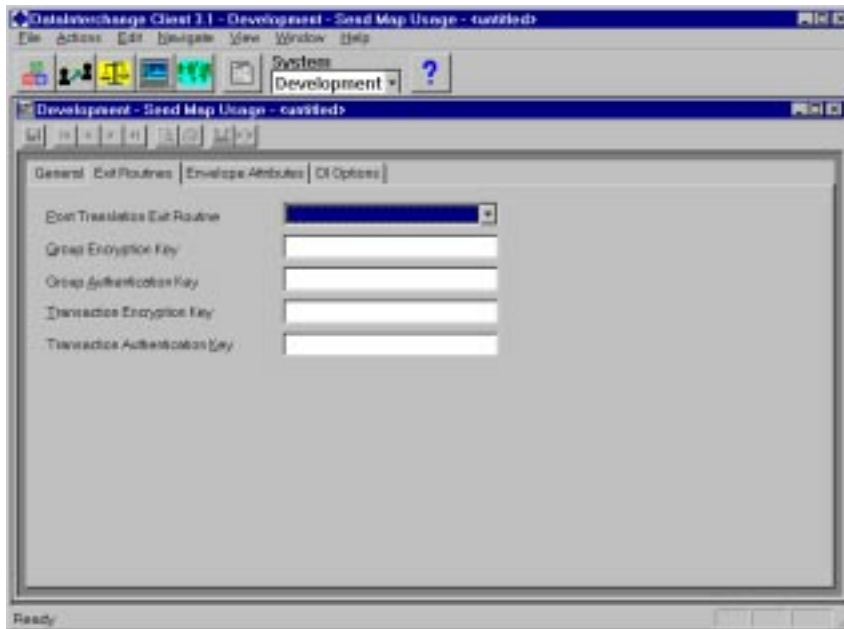 DataInterchange Client 3.1 - Development - Send Map Usage - <untitled>
File Actions Edit Navigate View Window Help
System
Development
?
Development - Send Map Usage - <untitled>
General Exit Routines Envelope Attributes DI Options
Post Translation Exit Routine
Group Encryption Key
Group Authentication Key
Transaction Encryption Key
Transaction Authentication Key
Ready